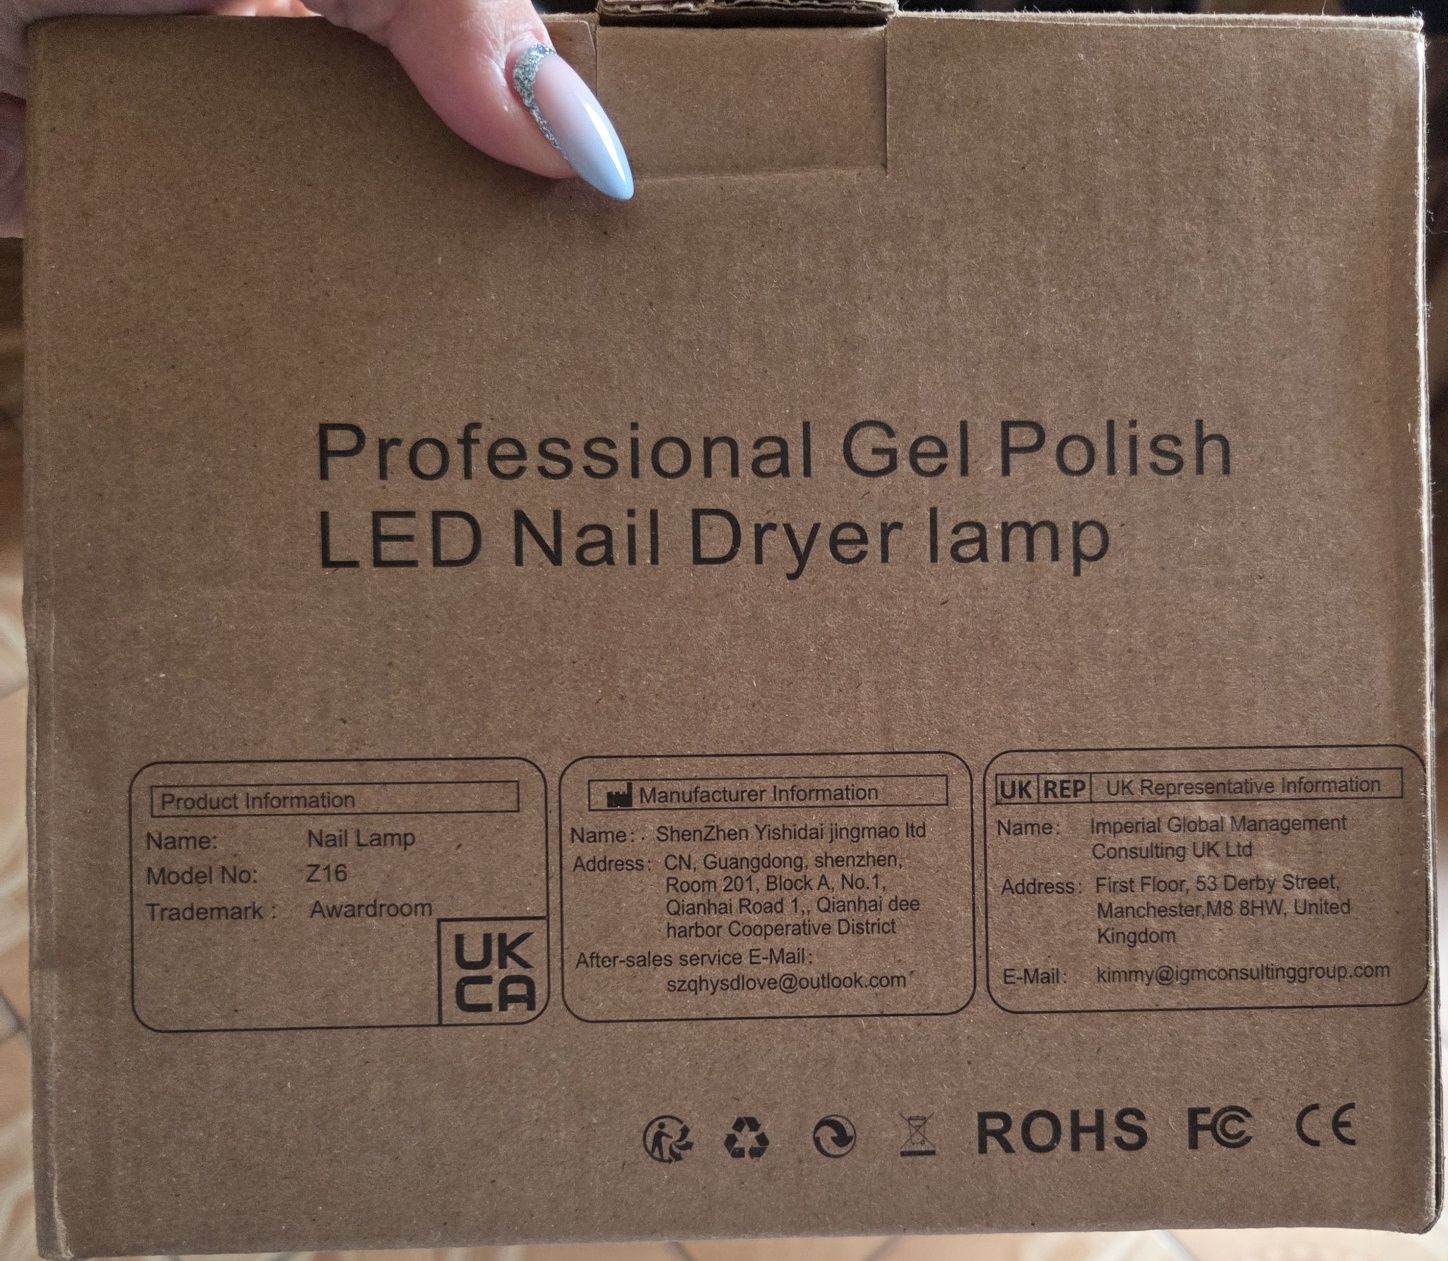 Professional Gel Polish
LED Nail Dryer lamp
Product Information
Name: Nail Lamp
Model No: Z16
Trademark : Awardroom
UK
CA
Manufacturer Information
Name: . ShenZhen Yishidai jingmao ltd
Address: CN, Guangdong, shenzhen,
Room 201, Block A, No.1,
Qianhai Road 1,, Qianhai dee
harbor Cooperative District
After-sales service E-Mail:
szqhysdlove@outlook.com
UK REP UK Representative Information
Name: Imperial Global Management
Consulting UK Ltd
Address: First Floor, 53 Derby Street,
Manchester,M8 8HW, United
Kingdom
E-Mail: kimmy@igmconsultinggroup.com
ROHS FC CE